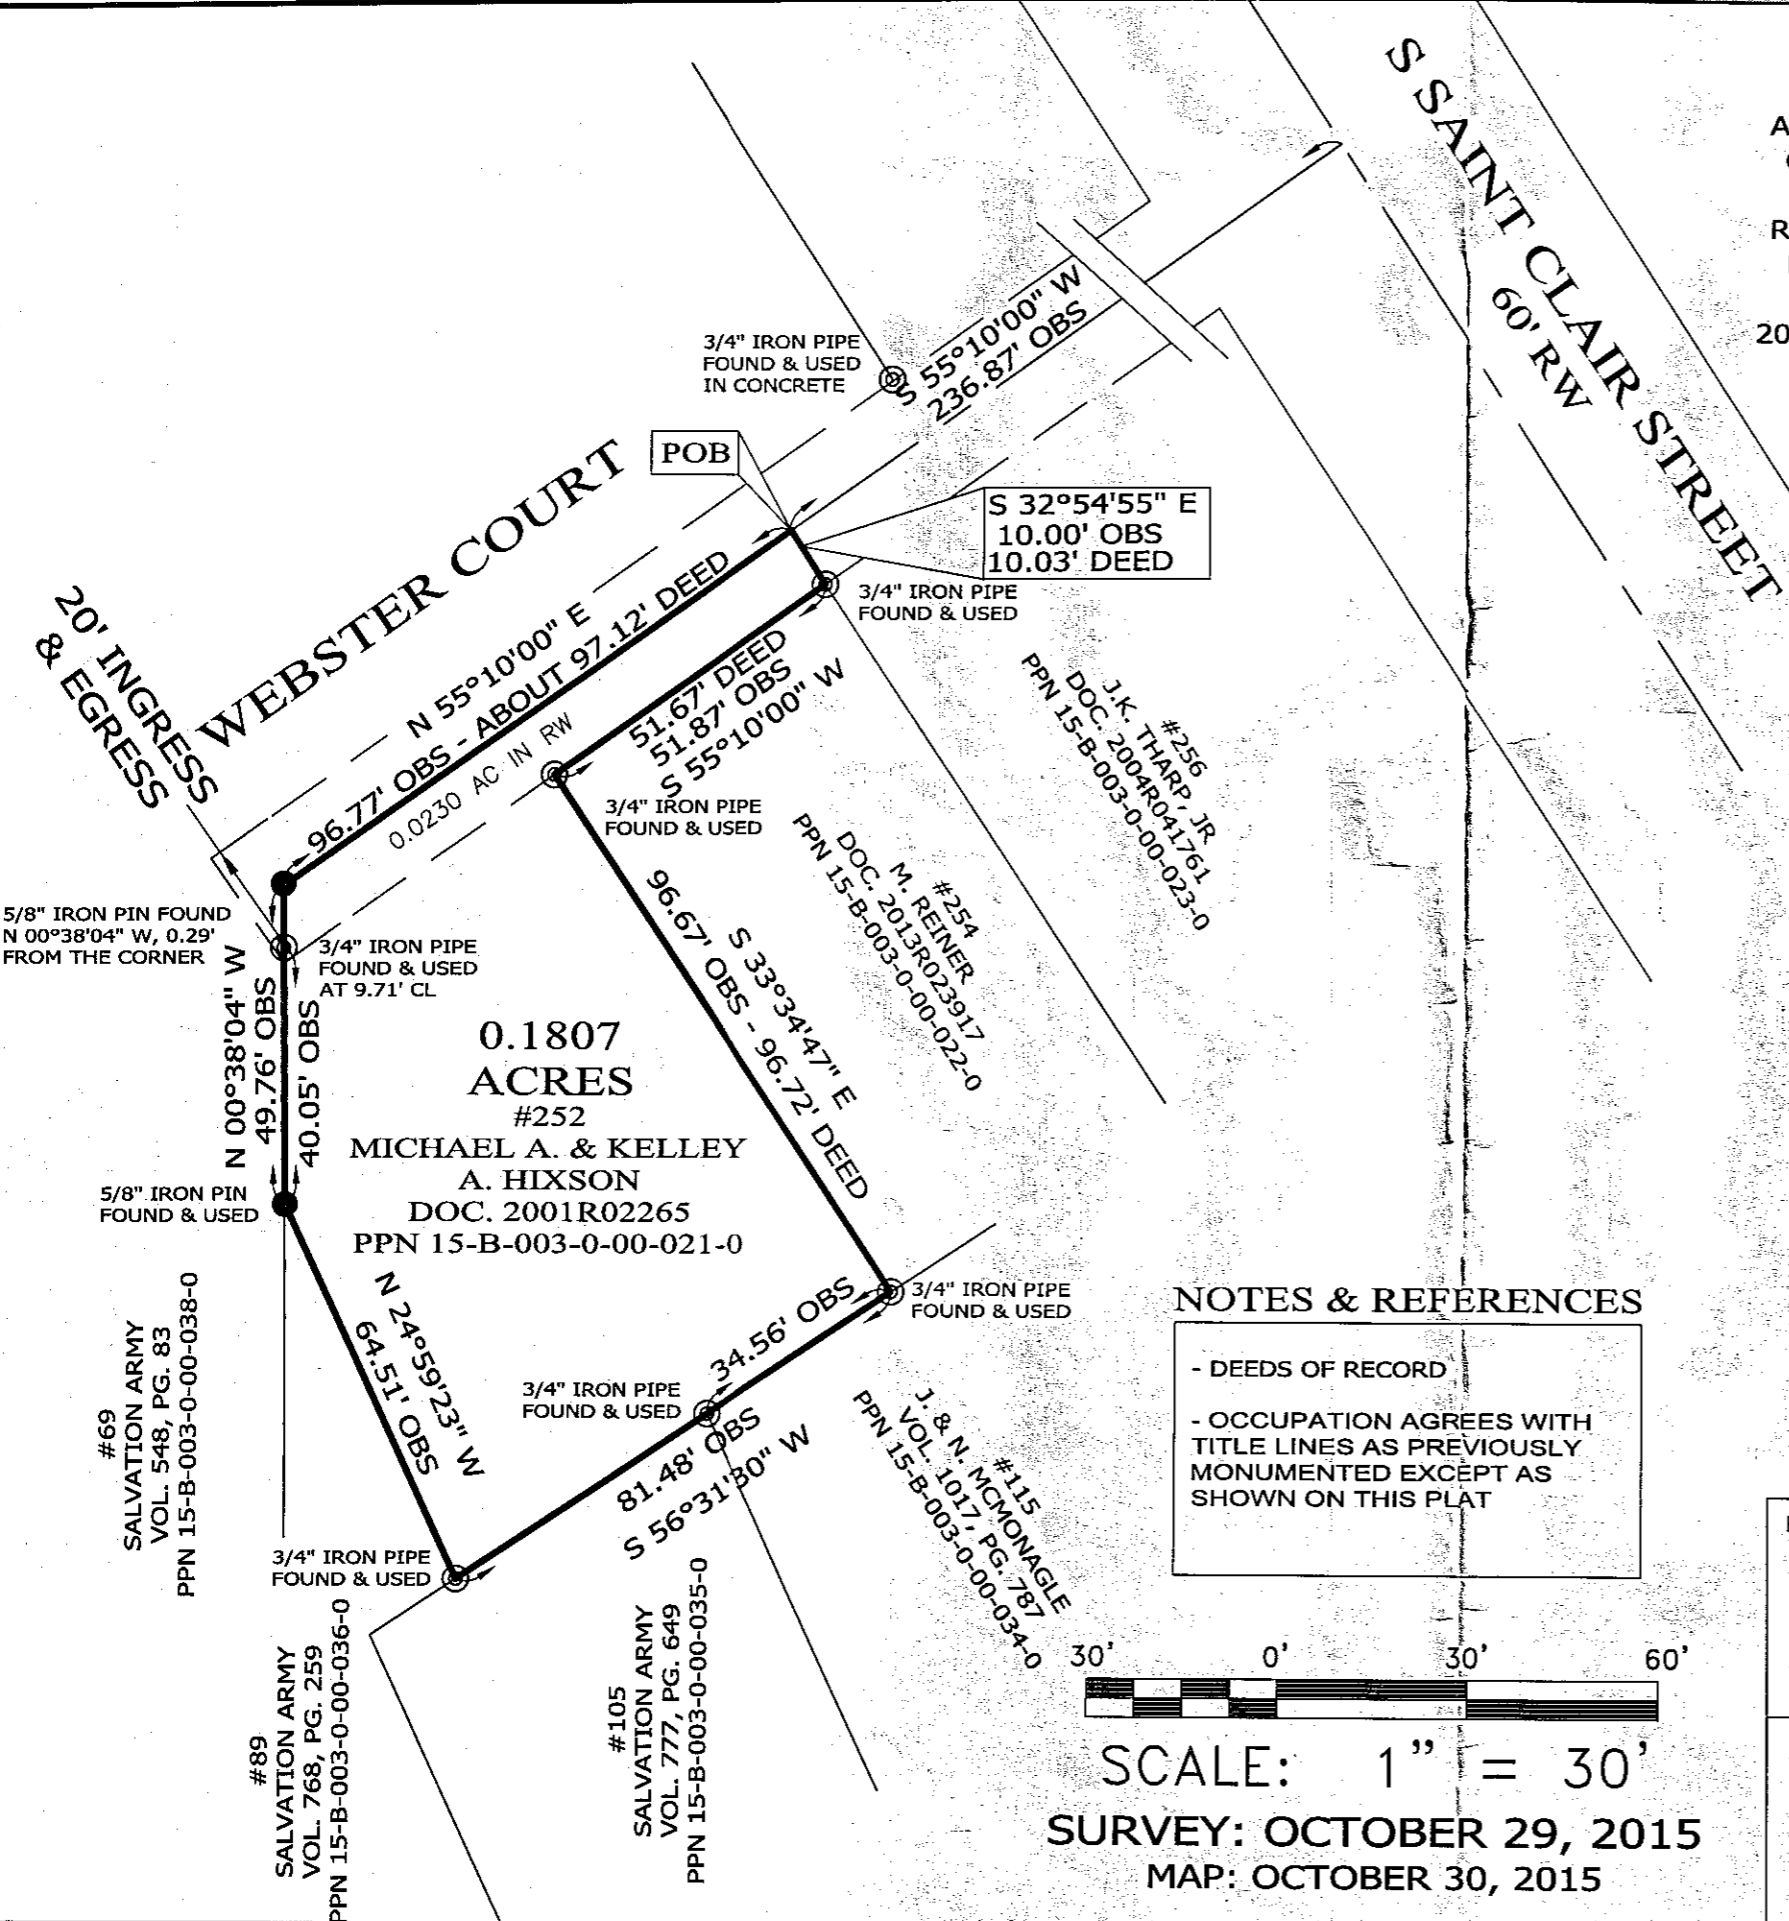 S SAINT CLAIR STREET
60' RW
A
R
20
3/4" IRON PIPE
FOUND & USED
IN CONCRETE
S 55°10'00" W
236.87' OBS
POB
S 32°54'55" E
10.00' OBS
10.03' DEED
WEBSTER COURT
20' INGRESS
& EGRESS
N 55°10'00" E
96.77' OBS - ABOUT 97.12' DEED
0.0230 AC IN RW
3/4" IRON PIPE
FOUND & USED
51.67' DEED
51.87' OBS
S 55°10'00" W
3/4" IRON PIPE
FOUND & USED
#256
J.K. THARP, JR
DOC. 2004R041761
PPN 15-B-003-0-00-023-0
#254
M. REINER
DOC. 2013R023917
PPN 15-B-003-0-00-022-0
5/8" IRON PIN FOUND
N 00°38'04" W, 0.29'
FROM THE CORNER
3/4" IRON PIPE
FOUND & USED
AT 9.71' CL
N 00°38'04" W
49.76' OBS
40.05' OBS
S 33°34'47" E
96.67' OBS - 96.72' DEED
0.1807
ACRES
#252
MICHAEL A. & KELLEY
A. HIXSON
DOC. 2001R02265
PPN 15-B-003-0-00-021-0
5/8" IRON PIN
FOUND & USED
N 24°59'23" W
64.51' OBS
34.56' OBS
3/4" IRON PIPE
FOUND & USED
3/4" IRON PIPE
FOUND & USED
81.48' OBS
S 56°31'30" W
3/4" IRON PIPE
FOUND & USED
#69
SALVATION ARMY
VOL. 548, PG. 83
PPN 15-B-003-0-00-038-0
#89
SALVATION ARMY
VOL. 768, PG. 259
PPN 15-B-003-0-00-036-0
#105
SALVATION ARMY
VOL. 777, PG. 649
PPN 15-B-003-0-00-035-0
#115
J. & N. MCMONAGLE
VOL. 1017, PG. 787
PPN 15-B-003-0-00-034-0
NOTES & REFERENCES
- DEEDS OF RECORD
- OCCUPATION AGREES WITH
TITLE LINES AS PREVIOUSLY
MONUMENTED EXCEPT AS
SHOWN ON THIS PLAT
30' 0' 30' 60'
SCALE: 1" = 30'
SURVEY: OCTOBER 29, 2015
MAP: OCTOBER 30, 2015